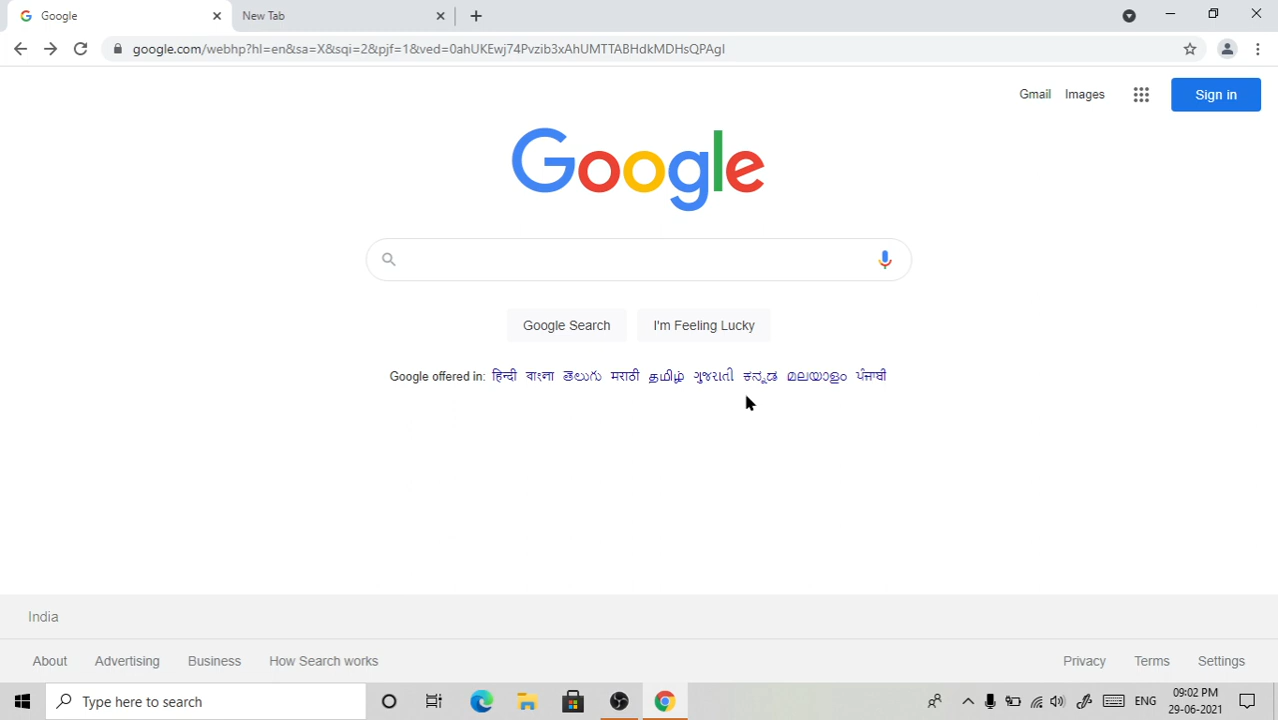 Google
New Tab
google.com/webhp?hl=en&sa=X&sqi=2&pjf=1&ved=0ahUKEwj74Pvzib3xAhUMTTABHdkMDHsQPAgI
Gmail Images
Sign in
Google
Google Search
I'm Feeling Lucky
Google offered in: हिन्दी বাংলা తెలుగు मराठी தமிழ் ગુજરાતી ಕನ್ನಡ മലയാളം ਪੰਜਾਬੀ
India
About Advertising Business How Search works
Privacy Terms Settings
Type here to search
ENG
09:02 PM
29-06-2021